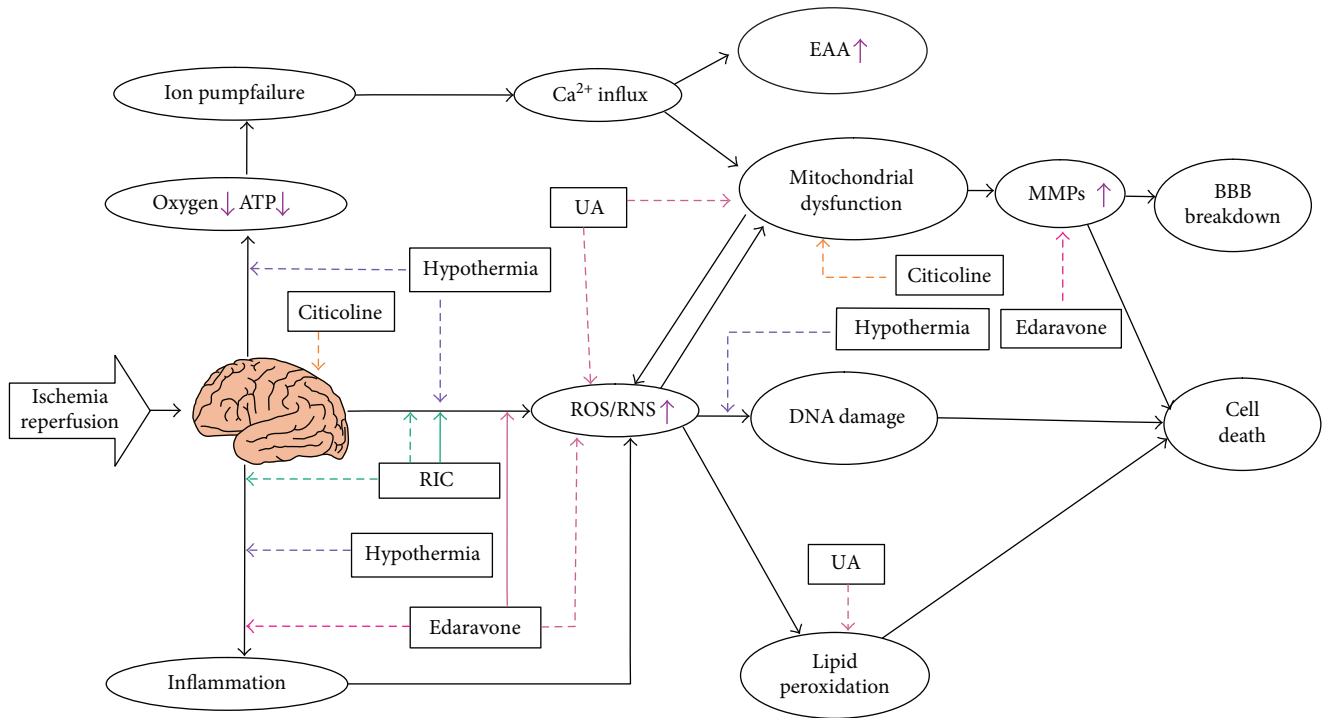 EAA ↑
Ion pumpfailure
Ca²⁺ influx
Oxygen ↓ ATP ↓
UA
Mitochondrial
dysfunction
MMPs ↑
BBB
breakdown
Hypothermia
Citicoline
Citicoline
Hypothermia
Edaravone
Ischemia
reperfusion
ROS/RNS ↑
DNA damage
Cell
death
RIC
Hypothermia
UA
Edaravone
Inflammation
Lipid
peroxidation